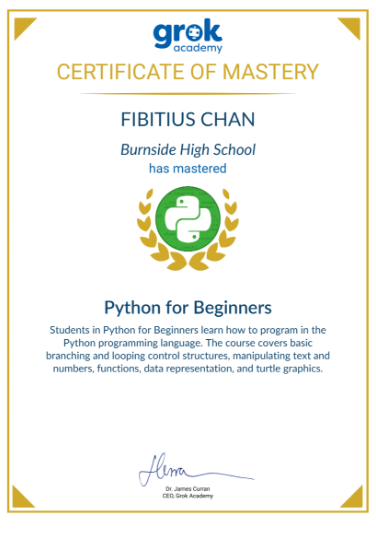 grok
academy
CERTIFICATE OF MASTERY
FIBITIUS CHAN
Burnside High School
has mastered
Python for Beginners
Students in Python for Beginners learn how to program in the
Python programming language. The course covers basic
branching and looping control structures, manipulating text and
numbers, functions, data representation, and turtle graphics.
Dr. James Curran
CEO, Grok Academy